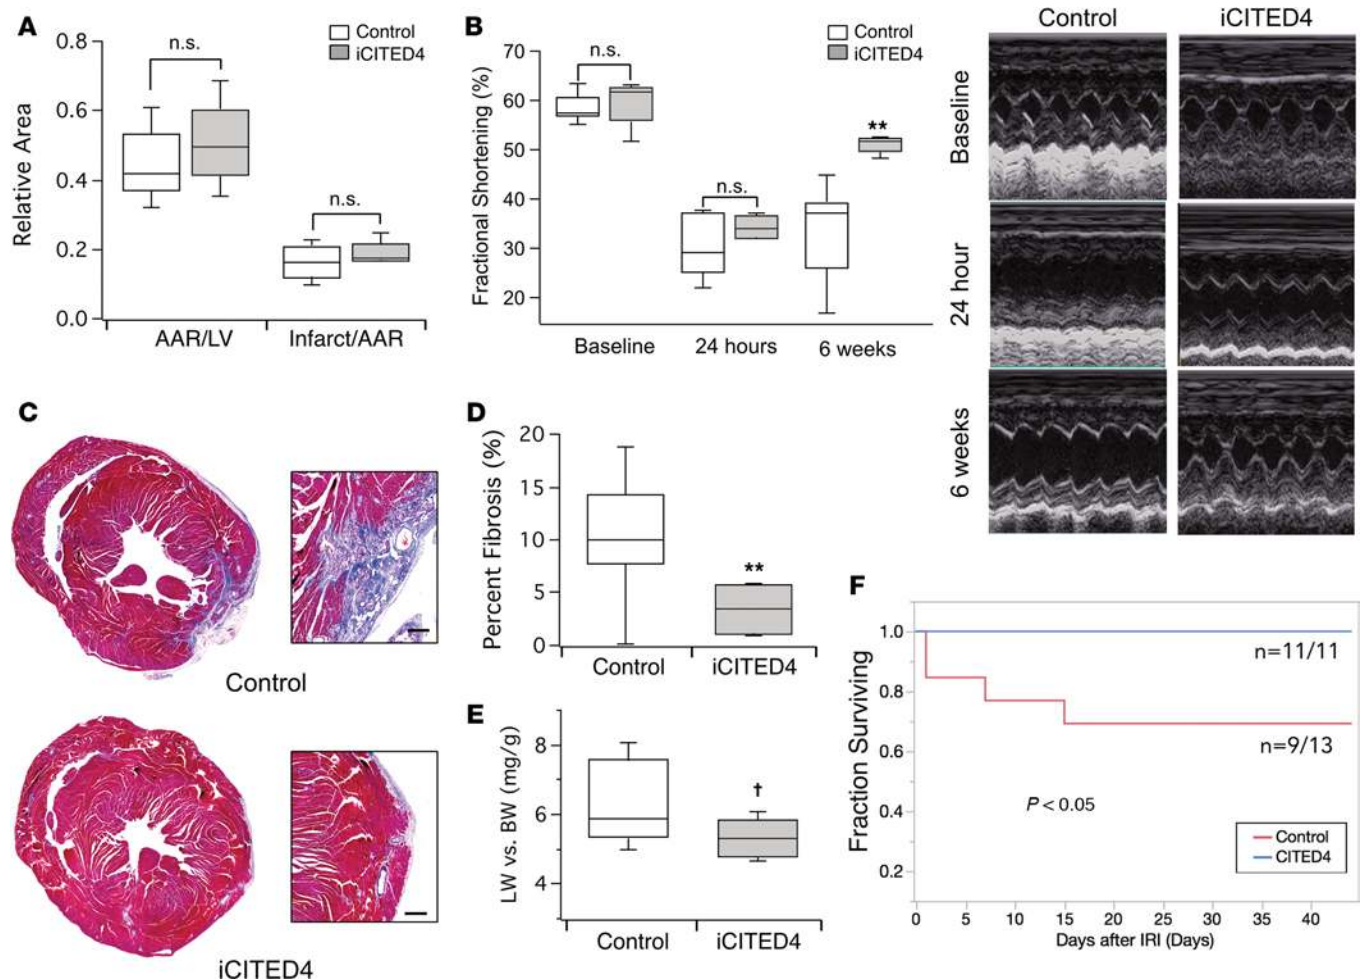 A
Control
iCITED4
Relative Area
0.8
0.6
0.4
0.2
0.0
n.s.
n.s.
AAR/LV
Infarct/AAR
B
Control
iCITED4
Fractional Shortening (%)
70
60
50
40
30
20
n.s.
n.s.
**
Baseline
24 hours
6 weeks
Control
iCITED4
Baseline
24 hour
6 weeks
C
Control
iCITED4
D
Percent Fibrosis (%)
20
15
10
5
0
**
Control
iCITED4
E
LW vs. BW (mg/g)
8
6
4
†
Control
iCITED4
F
Fraction Surviving
1.0
0.8
0.6
0.4
0.2
n=11/11
n=9/13
P < 0.05
Control
CITED4
0 5 10 15 20 25 30 35 40
Days after IRI (Days)